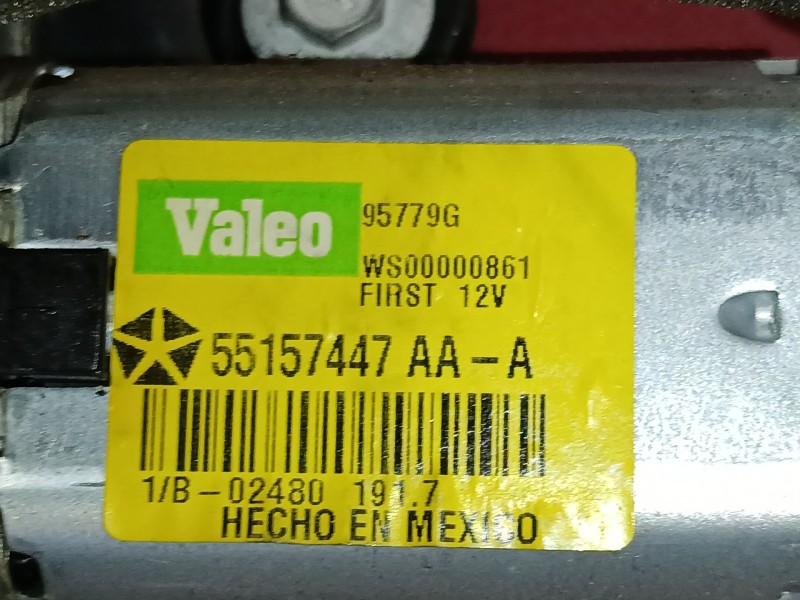 Valeo
95779G
WS00000861
FIRST 12V
55157447 AA-A
1/B-02480 191.7
HECHO EN MEXICO